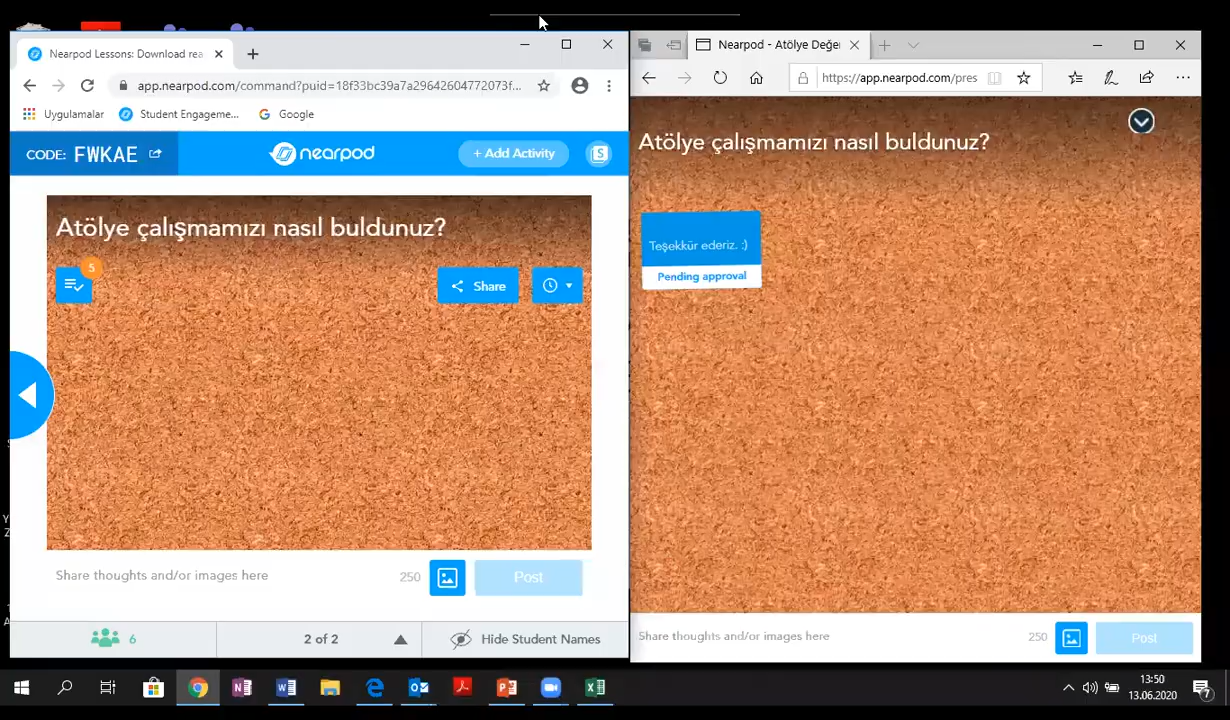 Nearpod Lessons: Download rea
app.nearpod.com/command?puid=18f33bc39a7a29642604772073f...
Uygulamalar
Student Engageme...
Google
CODE: FWKAE
nearpod
+ Add Activity
S
Atölye çalışmamızı nasıl buldunuz?
5
Share
Share thoughts and/or images here
250
Post
6
2 of 2
Hide Student Names
Nearpod - Atölye Değer
https://app.nearpod.com/pres
Atölye çalışmamızı nasıl buldunuz?
Teşekkür ederiz. :)
Pending approval
Share thoughts and/or images here
250
Post
13:50
13.06.2020
7